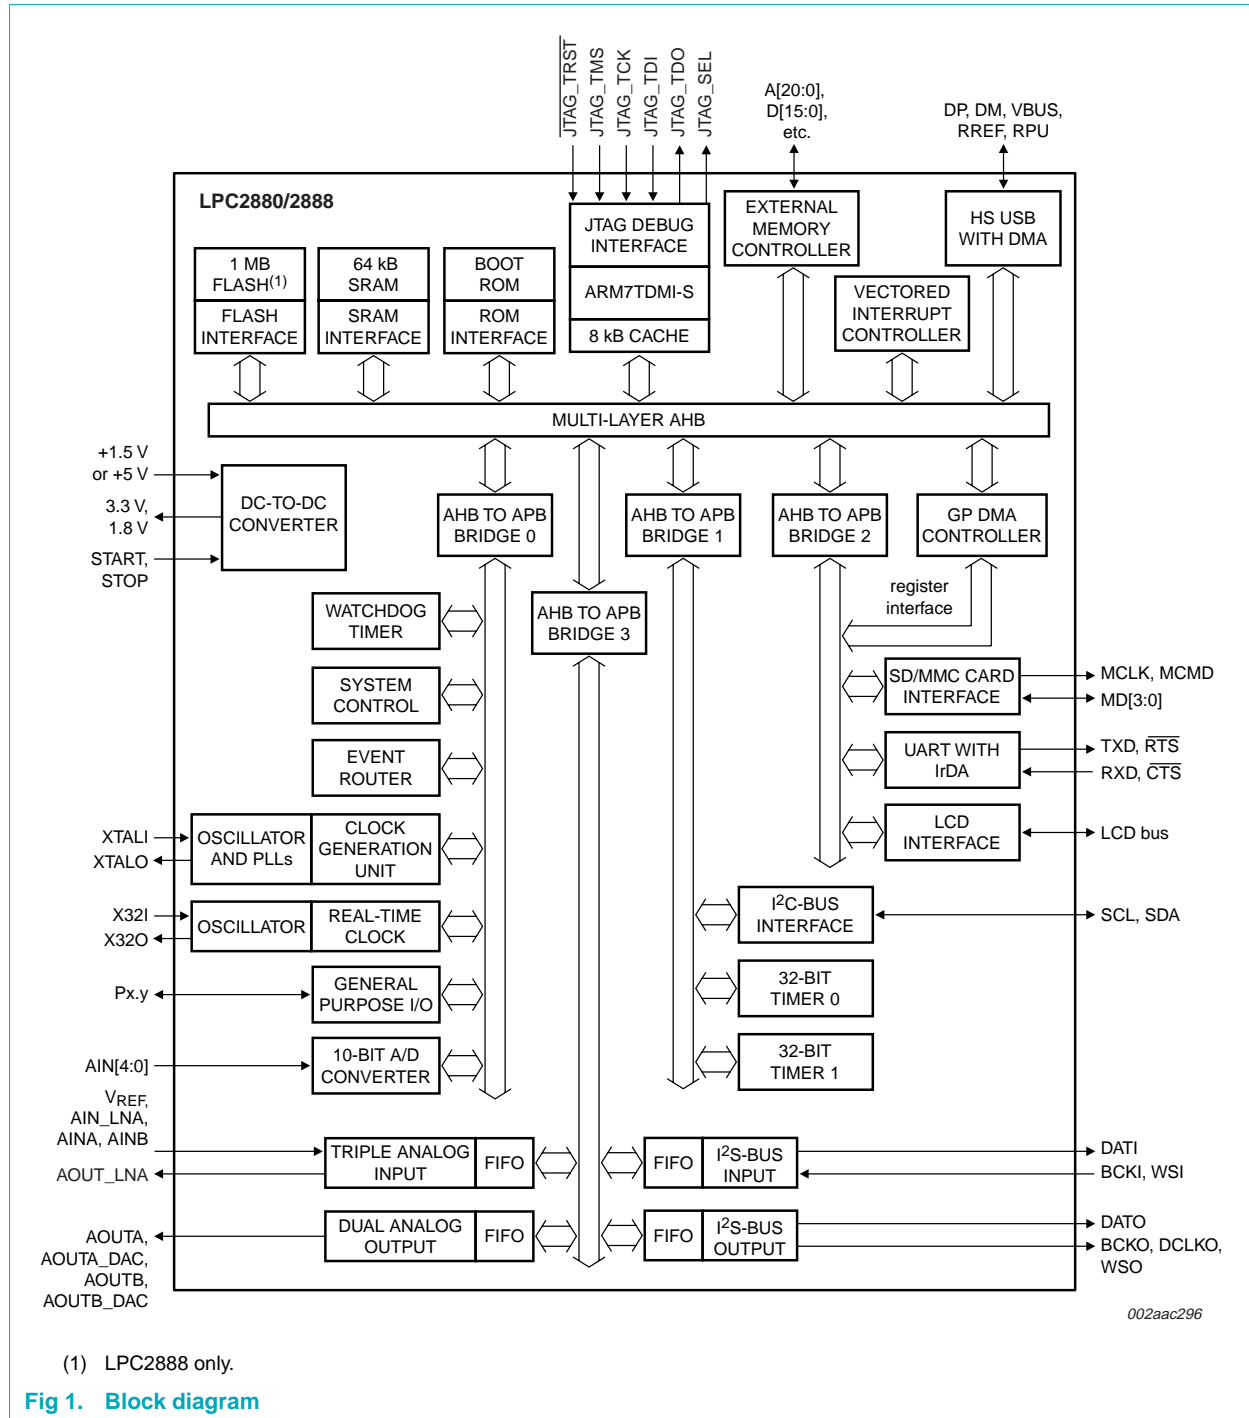 JTAG_TRST
JTAG_TMS
JTAG_TCK
JTAG_TDI
JTAG_TDO
JTAG_SEL
A[20:0],
D[15:0],
etc.
DP, DM, VBUS,
RREF, RPU
LPC2880/2888
1 MB
FLASH(1)
FLASH
INTERFACE
64 kB
SRAM
SRAM
INTERFACE
BOOT
ROM
ROM
INTERFACE
JTAG DEBUG
INTERFACE
ARM7TDMI-S
8 kB CACHE
EXTERNAL
MEMORY
CONTROLLER
VECTORED
INTERRUPT
CONTROLLER
HS USB
WITH DMA
MULTI-LAYER AHB
+1.5 V
or +5 V
3.3 V,
1.8 V
START,
STOP
DC-TO-DC
CONVERTER
AHB TO APB
BRIDGE 0
AHB TO APB
BRIDGE 1
AHB TO APB
BRIDGE 2
GP DMA
CONTROLLER
register
interface
AHB TO APB
BRIDGE 3
WATCHDOG
TIMER
SYSTEM
CONTROL
EVENT
ROUTER
XTALI
XTALO
OSCILLATOR
AND PLLs
CLOCK
GENERATION
UNIT
X32I
X32O
OSCILLATOR
REAL-TIME
CLOCK
Px.y
GENERAL
PURPOSE I/O
AIN[4:0]
10-BIT A/D
CONVERTER
SD/MMC CARD
INTERFACE
MCLK, MCMD
MD[3:0]
UART WITH
IrDA
TXD, RTS
RXD, CTS
LCD
INTERFACE
LCD bus
I2C-BUS
INTERFACE
SCL, SDA
32-BIT
TIMER 0
32-BIT
TIMER 1
VREF,
AIN_LNA,
AINA, AINB
AOUT_LNA
TRIPLE ANALOG
INPUT
FIFO
FIFO
I2S-BUS
INPUT
DATI
BCKI, WSI
AOUTA,
AOUTA_DAC,
AOUTB,
AOUTB_DAC
DUAL ANALOG
OUTPUT
FIFO
FIFO
I2S-BUS
OUTPUT
DATO
BCKO, DCLKO,
WSO
002aac296
(1) LPC2888 only.
Fig 1. Block diagram